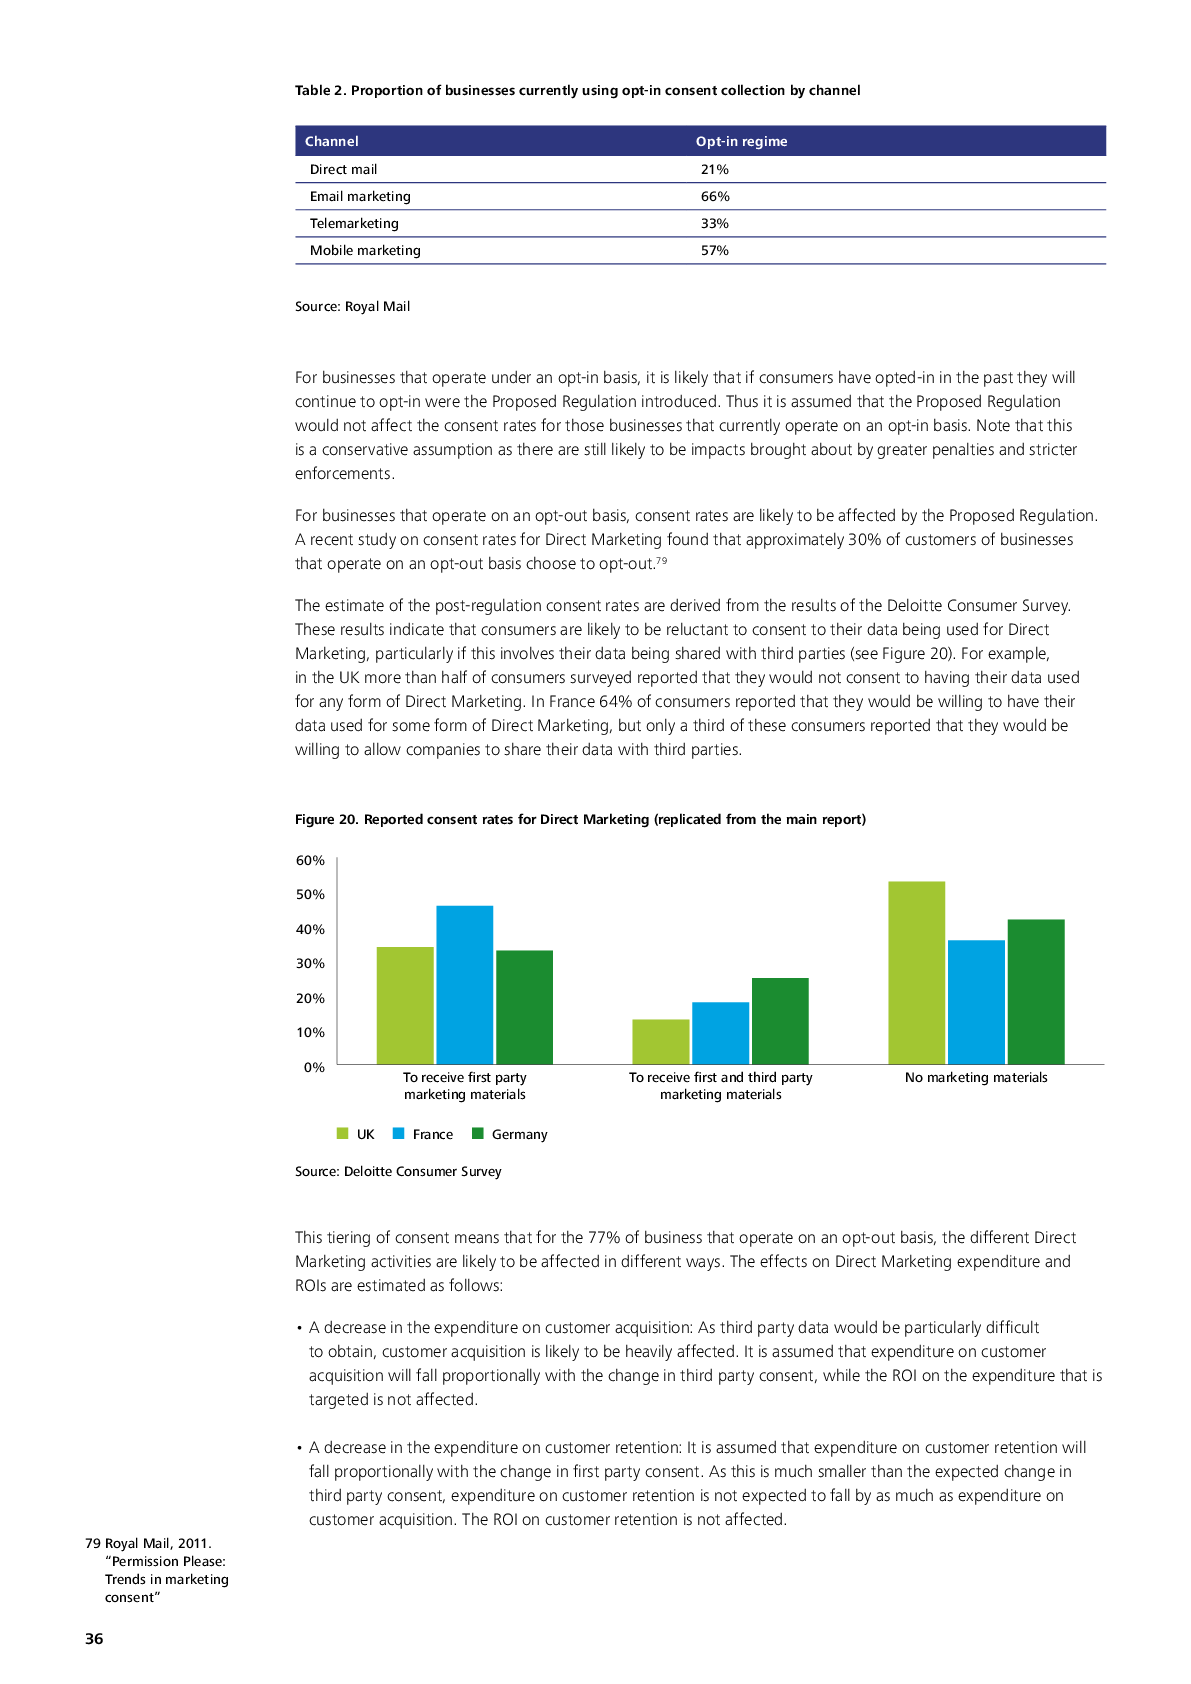 Table 2. Proportion of businesses currently using opt-in consent collection by channel
Channel Opt-in regime
Direct mail 21%
Email marketing 66%
Telemarketing 33%
Mobile marketing 57%
Source: Royal Mail
For businesses that operate under an opt-in basis, it is likely that if consumers have opted-in in the past they will
continue to opt-in were the Proposed Regulation introduced. Thus it is assumed that the Proposed Regulation
would not affect the consent rates for those businesses that currently operate on an opt-in basis. Note that this
is a conservative assumption as there are still likely to be impacts brought about by greater penalties and stricter
enforcements.
For businesses that operate on an opt-out basis, consent rates are likely to be affected by the Proposed Regulation.
A recent study on consent rates for Direct Marketing found that approximately 30% of customers of businesses
that operate on an opt-out basis choose to opt-out.79
The estimate of the post-regulation consent rates are derived from the results of the Deloitte Consumer Survey.
These results indicate that consumers are likely to be reluctant to consent to their data being used for Direct
Marketing, particularly if this involves their data being shared with third parties (see Figure 20). For example,
in the UK more than half of consumers surveyed reported that they would not consent to having their data used
for any form of Direct Marketing. In France 64% of consumers reported that they would be willing to have their
data used for some form of Direct Marketing, but only a third of these consumers reported that they would be
willing to allow companies to share their data with third parties.
Figure 20. Reported consent rates for Direct Marketing (replicated from the main report)
60%
50%
40%
30%
20%
10%
0%
To receive first party To receive first and third party No marketing materials
marketing materials marketing materials
UK France Germany
Source: Deloitte Consumer Survey
This tiering of consent means that for the 77% of business that operate on an opt-out basis, the different Direct
Marketing activities are likely to be affected in different ways. The effects on Direct Marketing expenditure and
ROIs are estimated as follows:
• A decrease in the expenditure on customer acquisition: As third party data would be particularly difficult
to obtain, customer acquisition is likely to be heavily affected. It is assumed that expenditure on customer
acquisition will fall proportionally with the change in third party consent, while the ROI on the expenditure that is
targeted is not affected.
• A decrease in the expenditure on customer retention: It is assumed that expenditure on customer retention will
fall proportionally with the change in first party consent. As this is much smaller than the expected change in
third party consent, expenditure on customer retention is not expected to fall by as much as expenditure on
customer acquisition. The ROI on customer retention is not affected.
79 Royal Mail, 2011.
“Permission Please:
Trends in marketing
consent”
36